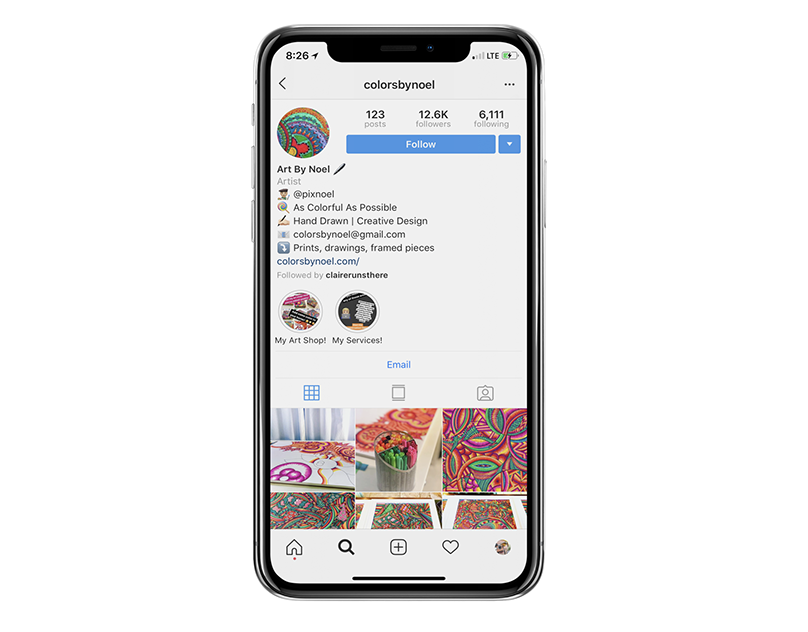 8:26 LTE
colorsbynoel
123 12.6K 6,111
posts followers following
Follow
Art By Noel
Artist
@pixnoel
As Colorful As Possible
Hand Drawn | Creative Design
colorsbynoel@gmail.com
Prints, drawings, framed pieces
colorsbynoel.com/
Followed by clairerunsthere
My Art Shop! My Services!
Email